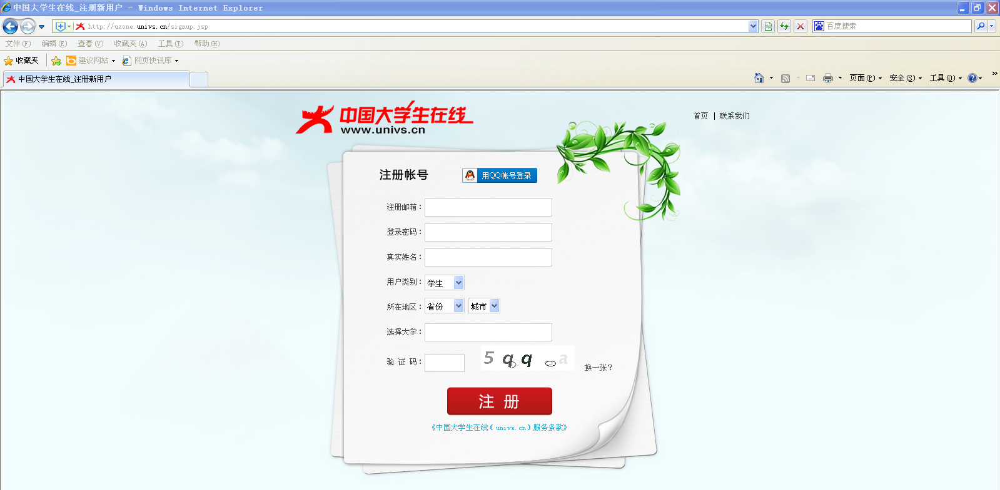 中国大学生在线_注册新用户 - Windows Internet Explorer
http://uzone.univs.cn/signup.jsp
百度搜索
文件(F) 编辑(E) 查看(V) 收藏夹(A) 工具(T) 帮助(H)
收藏夹 建议网站 网页快讯库
中国大学生在线_注册新用户
页面(P) 安全(S) 工具(O)
中国大学生在线
www.univs.cn
首页 | 联系我们
注册帐号
用QQ帐号登录
注册邮箱：
登录密码：
真实姓名：
用户类别： 学生
所在地区： 省份 城市
选择大学：
验 证 码： 5 q q a 换一张？
注 册
《中国大学生在线（univs.cn）服务条款》